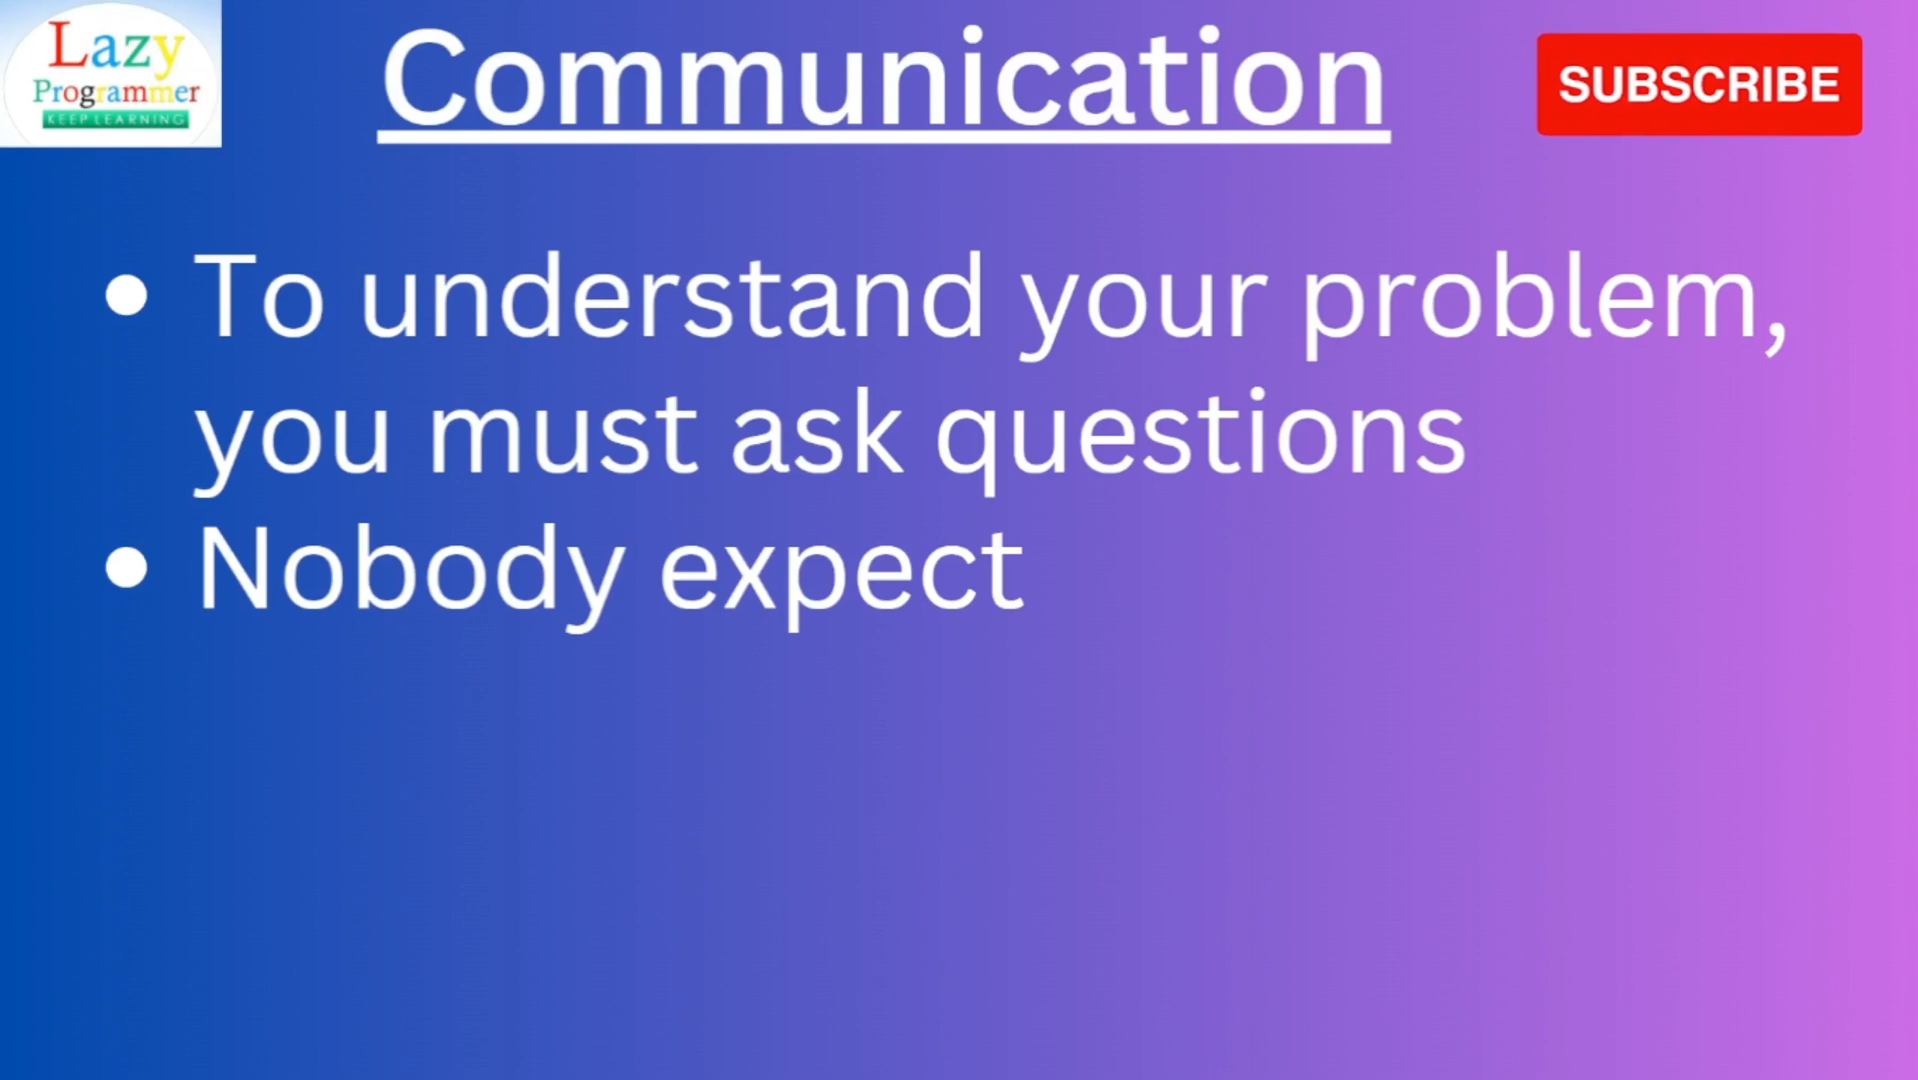 Lazy
Programmer
KEEP LEARNING
Communication
SUBSCRIBE
• To understand your problem,
you must ask questions
• Nobody expect